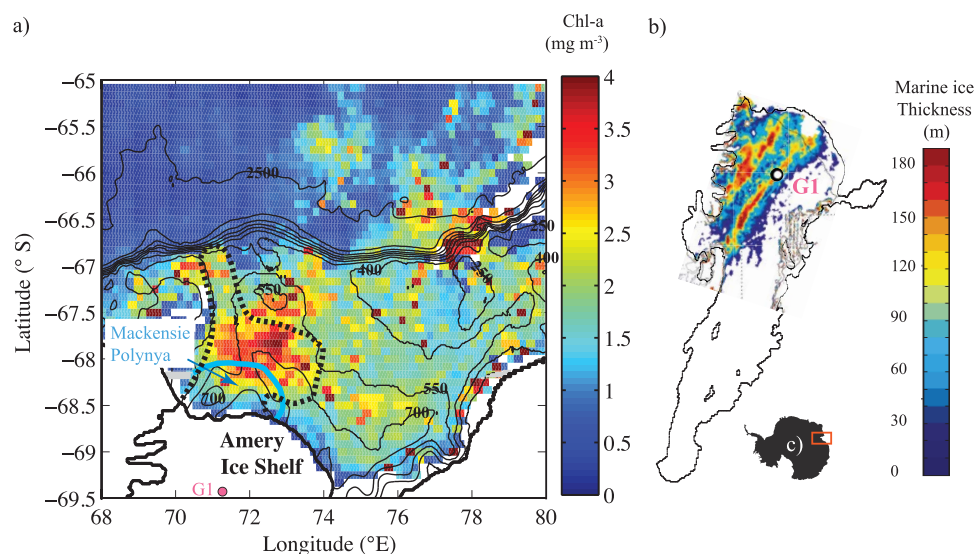 a)
Chl-a
(mg m⁻³)
b)
−65
−65.5
−66
−66.5
−67
−67.5
−68
−68.5
−69
−69.5
Latitude (° S)
2500
250
400
400
250
550
550
700
700
Mackensie
Polynya
Amery
Ice Shelf
G1
68
70
72
74
76
78
80
Longitude (°E)
4
3.5
3
2.5
2
1.5
1
0.5
0
G1
c)
Marine ice
Thickness
(m)
180
150
120
90
60
30
0